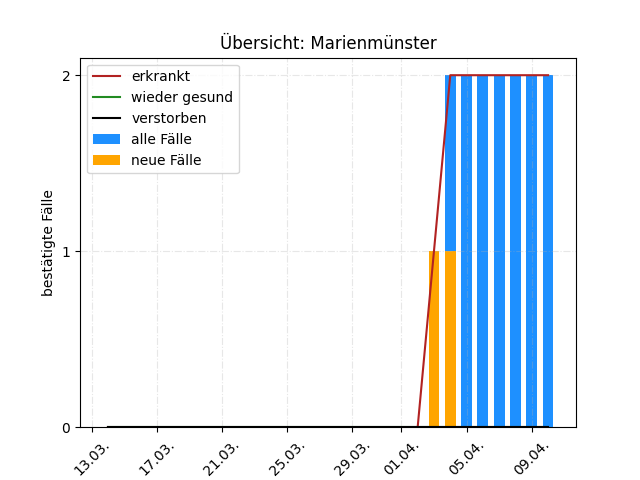 Übersicht: Marienmünster
erkrankt
wieder gesund
verstorben
alle Fälle
neue Fälle
bestätigte Fälle
2
1
0
13.03.
17.03.
21.03.
25.03.
29.03.
01.04.
05.04.
09.04.